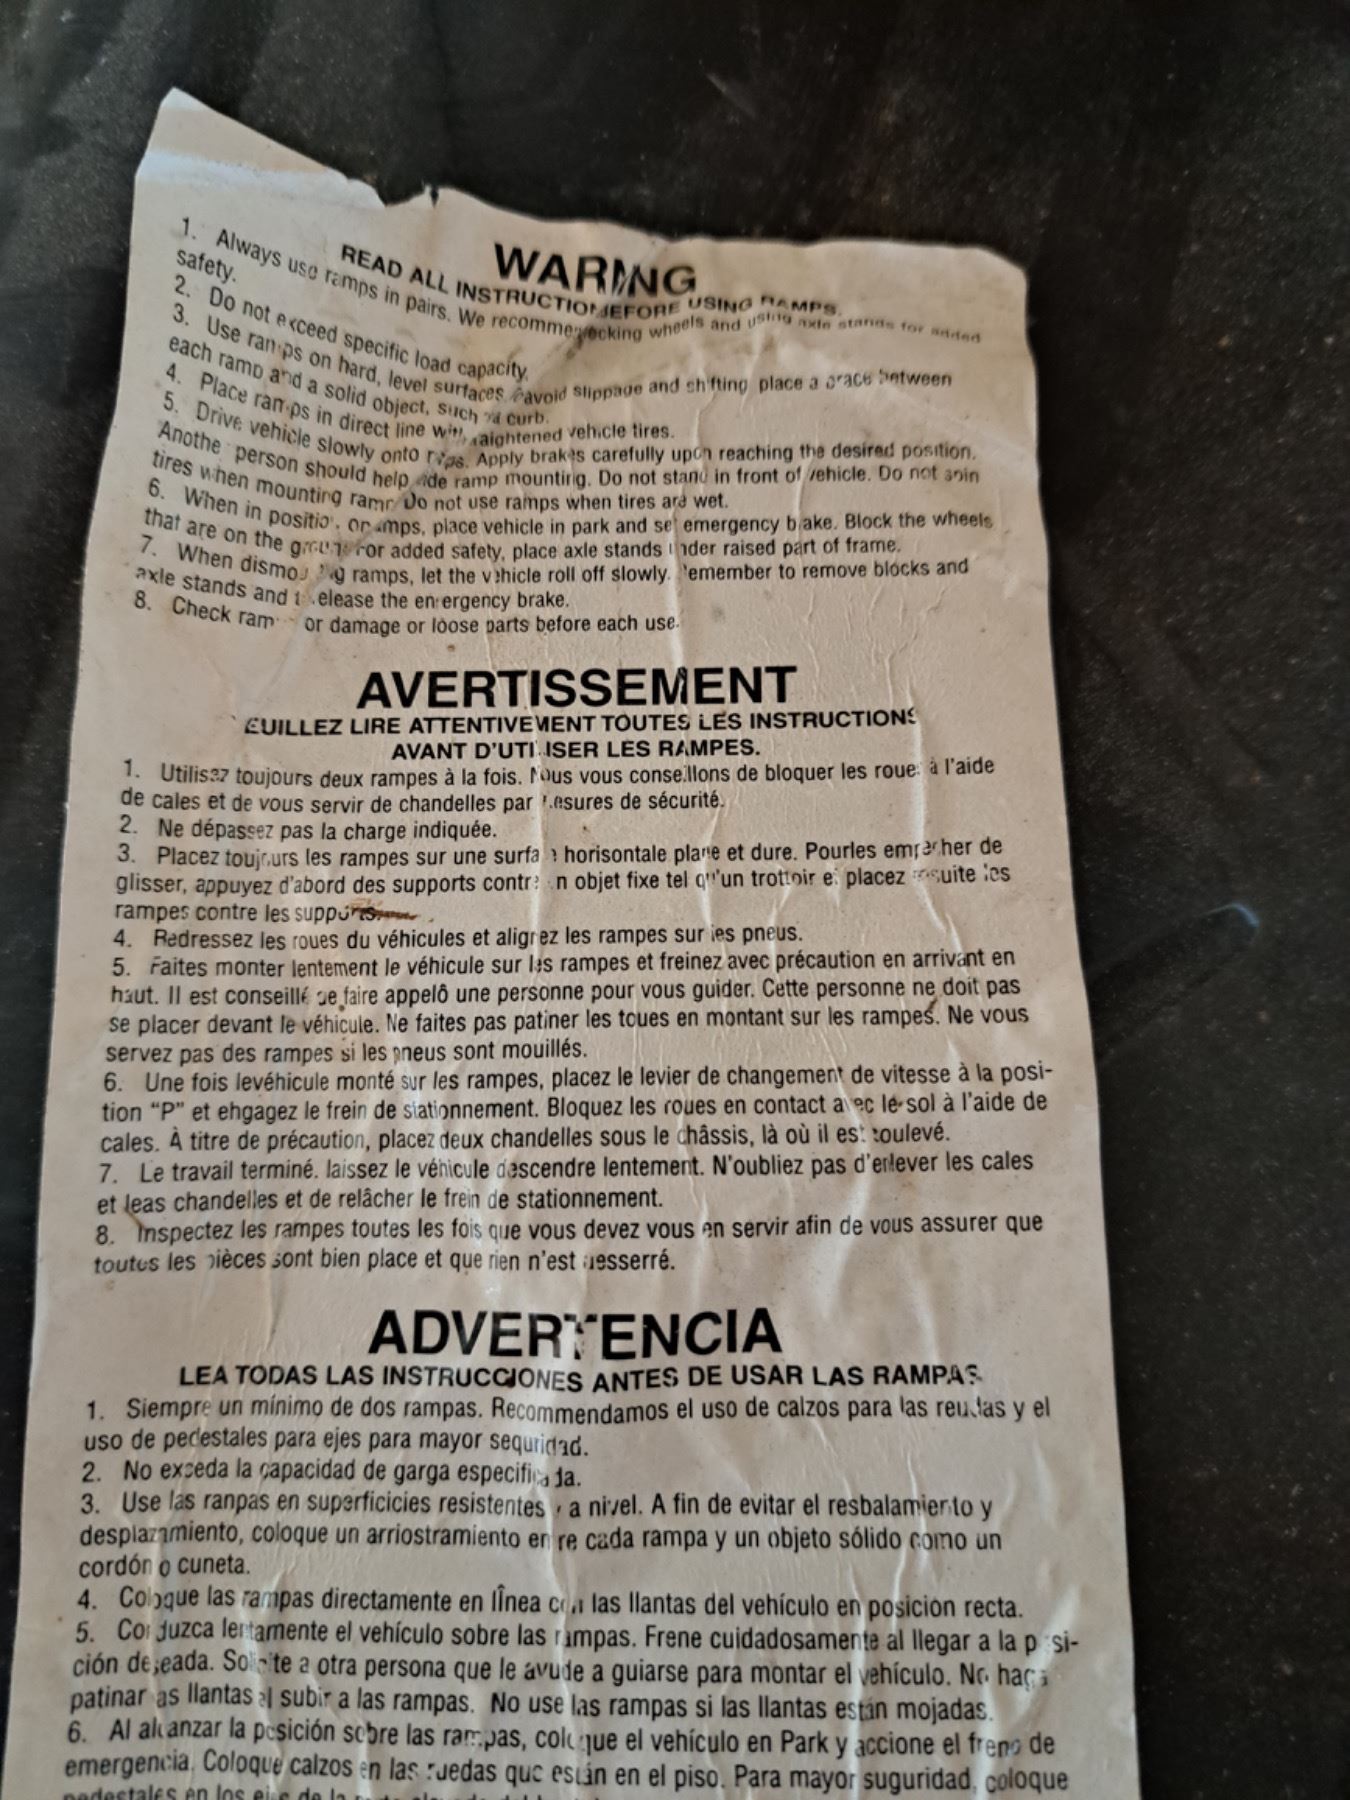 WARNING
READ ALL INSTRUCTION BEFORE USING RAMPS.
1. Always use ramps in pairs. We recommend wheels and using axle stands for added
safety.
2. Do not exceed specific load capacity.
3. Use ramps on hard, level surfaces. avoid slippage and shifting place a brace between
each ramp and a solid object, such curb.
4. Place ramps in direct line with vehicle tires.
5. Drive vehicle slowly onto Apply brakes carefully upon reaching the desired position.
Another person should help ramp mounting. Do not stand in front of vehicle. Do not spin
tires when mounting ramp Do not use ramps when tires are wet.
6. When in position, on ramps, place vehicle in park and set emergency brake. Block the wheels
that are on the ground For added safety, place axle stands under raised part of frame.
7. When dismounting ramps, let the vehicle roll off slowly. Remember to remove blocks and
axle stands and release the emergency brake.
8. Check or damage or loose parts before each use.
AVERTISSEMENT
EUILLEZ LIRE ATTENTIVEMENT TOUTES LES INSTRUCTIONS
AVANT D'UTILISER LES RAMPES.
1. Utilisez toujours deux rampes à la fois. Nous vous conseillons de bloquer les roues à l'aide
de cales et de vous servir de chandelles par mesures de sécurité.
2. Ne dépassez pas la charge indiquée.
3. Placez toujours les rampes sur une surface horisontale plane et dure. Pourles empêcher de
glisser, appuyez d'abord des supports contre un objet fixe tel qu'un trottoir et placez ensuite les
rampes contre les supports
4. Redressez les roues du véhicules et alignez les rampes sur les pneus.
5. Faites monter lentement le véhicule sur les rampes et freinez avec précaution en arrivant en
haut. Il est conseillé de faire appelô une personne pour vous guider. Cette personne ne doit pas
se placer devant le véhicule. Ne faites pas patiner les toues en montant sur les rampes. Ne vous
servez pas des rampes si les pneus sont mouillés.
6. Une fois levéhicule monté sur les rampes, placez le levier de changement de vitesse à la posi-
tion "P" et ehgagez le frein de stationnement. Bloquez les roues en contact avec le sol à l'aide de
cales. À titre de précaution, placez deux chandelles sous le châssis, là où il est soulevé.
7. Le travail terminé. laissez le véhicule descendre lentement. N'oubliez pas d'enlever les cales
et leas chandelles et de relâcher le frein de stationnement.
8. Inspectez les rampes toutes les fois que vous devez vous en servir afin de vous assurer que
toutes les pièces sont bien place et que rien n'est desserré.
ADVERTENCIA
LEA TODAS LAS INSTRUCCIONES ANTES DE USAR LAS RAMPAS.
1. Siempre un mínimo de dos rampas. Recommendamos el uso de calzos para las reudas y el
uso de pedestales para ejes para mayor sequridad.
2. No exceda la capacidad de garga especificada.
3. Use las ranpas en superficicies resistentes a nivel. A fin de evitar el resbalamiento y
desplazamiento, coloque un arriostramiento entre cada rampa y un objeto sólido como un
cordón o cuneta.
4. Coloque las rampas directamente en lînea con las llantas del vehículo en posición recta.
5. Conduzca lentamente el vehículo sobre las rampas. Frene cuidadosamente al llegar a la posi-
ción deseada. Solicite a otra persona que le ayude a guiarse para montar el vehículo. No haga
patinar las llantas al subir a las rampas. No use las rampas si las llantas están mojadas.
6. Al alcanzar la posición sobre las rampas, coloque el vehículo en Park y accione el freno de
emergencia. Coloque calzos en las ruedas que están en el piso. Para mayor suguridad, coloque
pedestales en los ejes de la